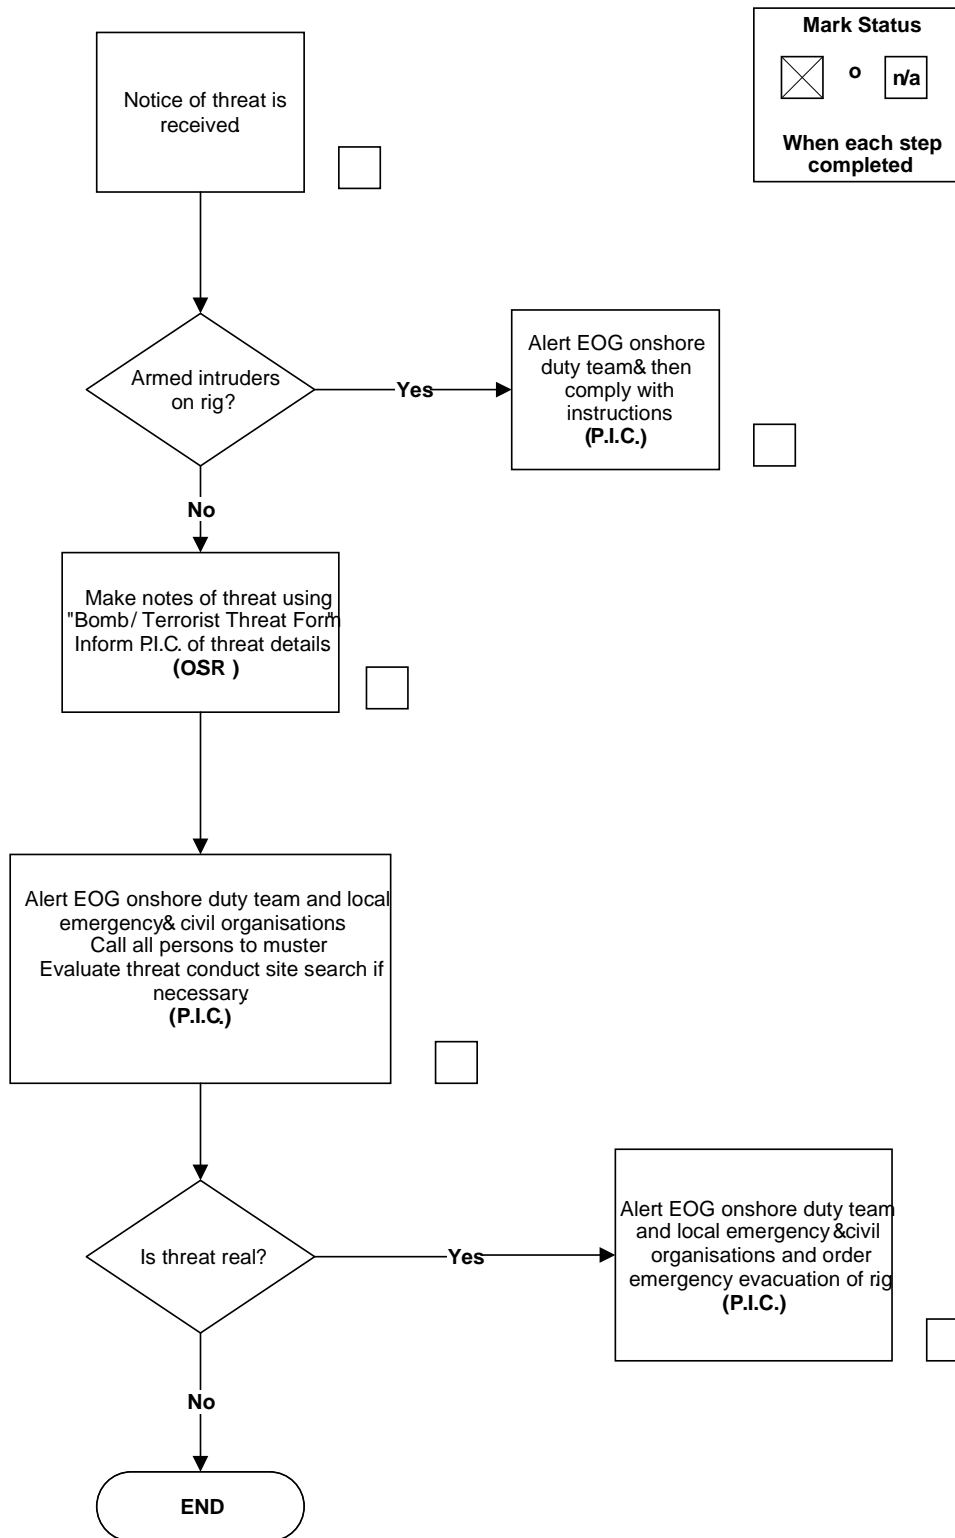 Mark Status
o
n/a
When each step
completed
Notice of threat is
received.
Armed intruders
on rig?
Yes
Alert EOG onshore
duty team& then
comply with
instructions
(P.I.C.)
No
Make notes of threat using
"Bomb/ Terrorist Threat Form"
Inform P.I.C. of threat details
(O.SR )
Alert EOG onshore duty team and local
emergency& civil organisations.
Call all persons to muster
Evaluate threat conduct site search if
necessary.
(P.I.C.)
Is threat real?
Yes
Alert EOG onshore duty team
and local emergency &civil
organisations and order
emergency evacuation of rig
(P.I.C.)
No
END